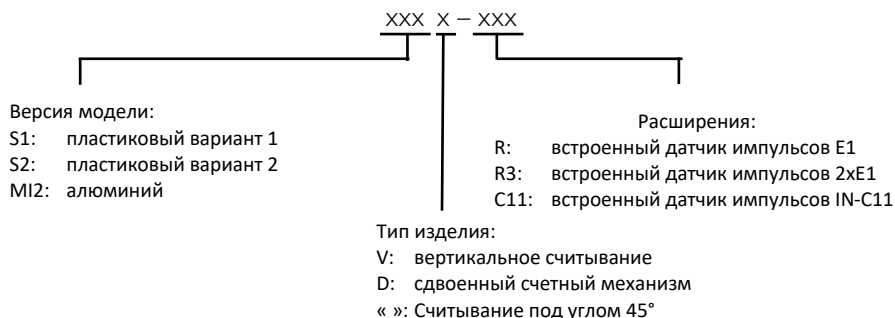 XXX X – XXX
Версия модели:
S1: пластиковый вариант 1
S2: пластиковый вариант 2
MI2: алюминий
Расширения:
R: встроенный датчик импульсов E1
R3: встроенный датчик импульсов 2xE1
C11: встроенный датчик импульсов IN-C11
Тип изделия:
V: вертикальное считывание
D: сдвоенный счетный механизм
« »: Считывание под углом 45°